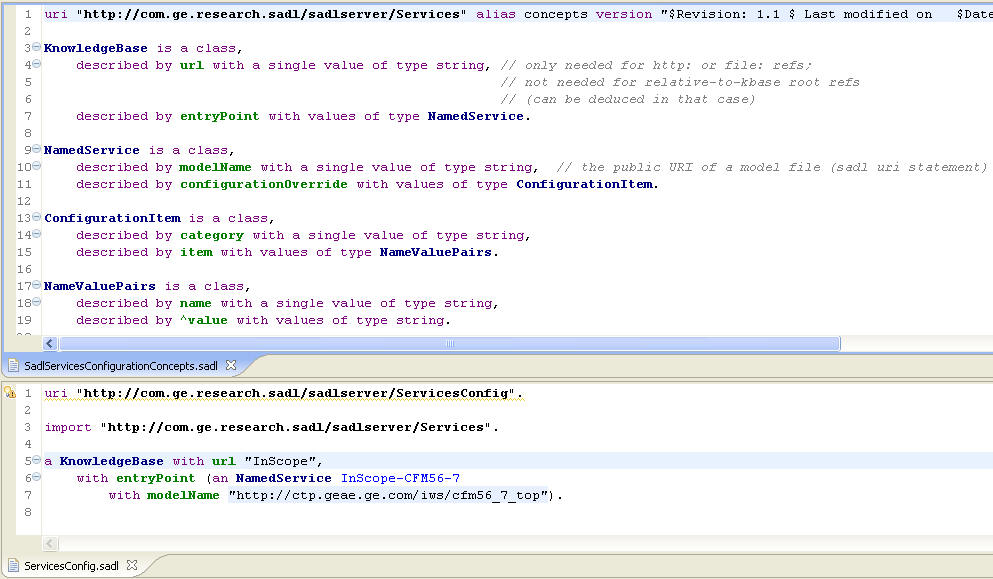 1 uri "http://com.ge.research.sadl/sadlserver/Services" alias concepts version "$Revision: 1.1 $ Last modified on   $Date
2
3 KnowledgeBase is a class,
4     described by url with a single value of type string, // only needed for http: or file: refs;
5                                                          // not needed for relative-to-kbase root refs
6                                                          // (can be deduced in that case)
7     described by entryPoint with values of type NamedService.
8
9 NamedService is a class,
10     described by modelName with a single value of type string,  // the public URI of a model file (sadl uri statement)
11     described by configurationOverride with values of type ConfigurationItem.
12
13 ConfigurationItem is a class,
14     described by category with a single value of type string,
15     described by item with values of type NameValuePairs.
16
17 NameValuePairs is a class,
18     described by name with a single value of type string,
19     described by ^value with values of type string.
SadlServicesConfigurationConcepts.sadl
1 uri "http://com.ge.research.sadl/sadlserver/ServicesConfig".
2
3 import "http://com.ge.research.sadl/sadlserver/Services".
4
5 a KnowledgeBase with url "InScope",
6     with entryPoint (an NamedService InScope-CFM56-7
7         with modelName "http://ctp.geae.ge.com/iws/cfm56_7_top").
8
ServicesConfig.sadl